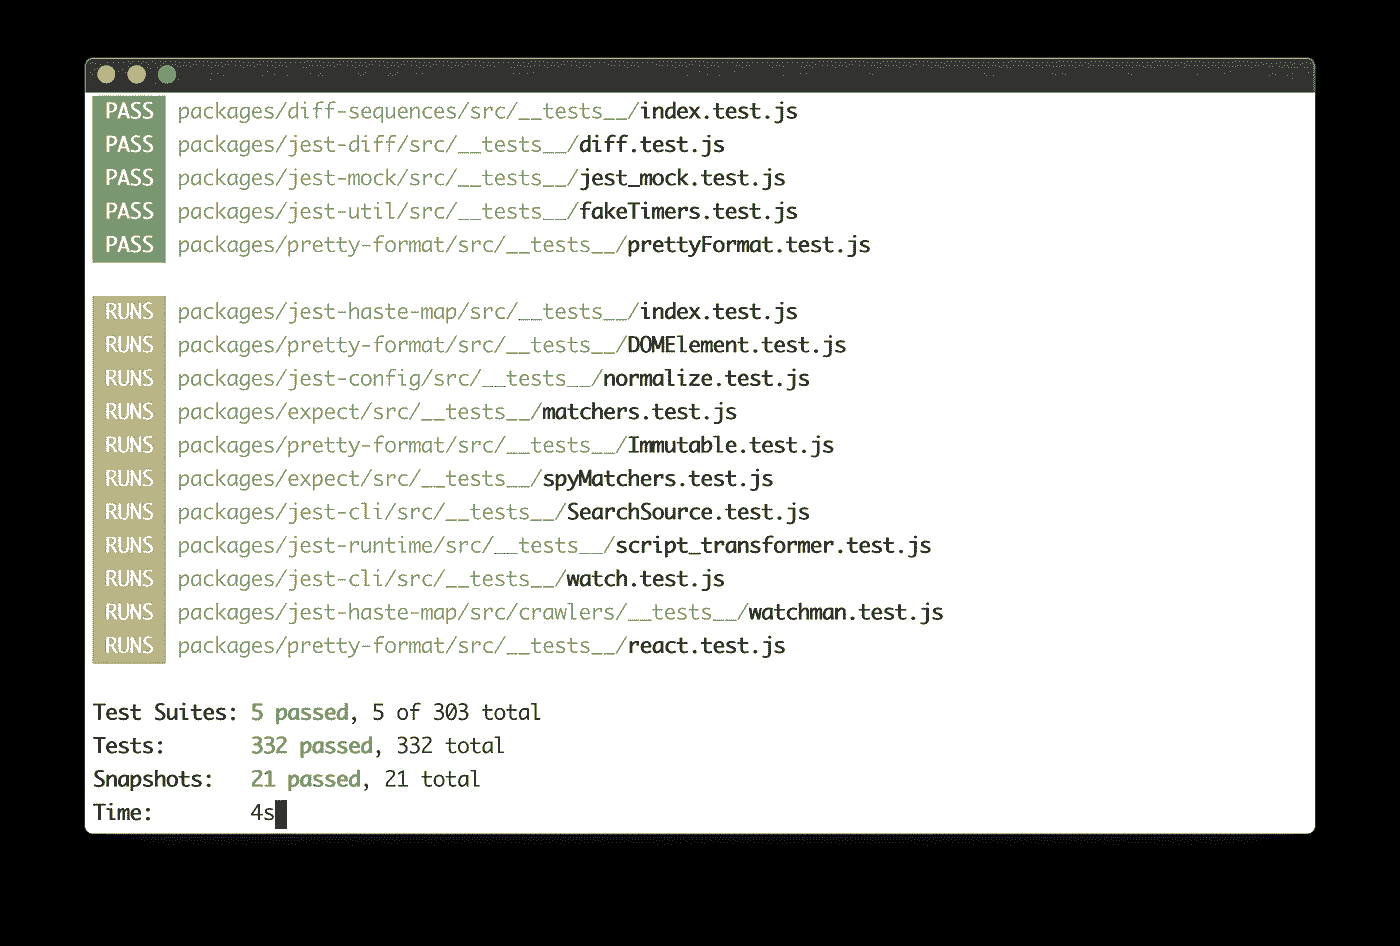 PASS packages/diff-sequences/src/__tests__/index.test.js
PASS packages/jest-diff/src/__tests__/diff.test.js
PASS packages/jest-mock/src/__tests__/jest_mock.test.js
PASS packages/jest-util/src/__tests__/fakeTimers.test.js
PASS packages/pretty-format/src/__tests__/prettyFormat.test.js
RUNS packages/jest-haste-map/src/__tests__/index.test.js
RUNS packages/pretty-format/src/__tests__/DOMElement.test.js
RUNS packages/jest-config/src/__tests__/normalize.test.js
RUNS packages/expect/src/__tests__/matchers.test.js
RUNS packages/pretty-format/src/__tests__/Immutable.test.js
RUNS packages/expect/src/__tests__/spyMatchers.test.js
RUNS packages/jest-cli/src/__tests__/SearchSource.test.js
RUNS packages/jest-runtime/src/__tests__/script_transformer.test.js
RUNS packages/jest-cli/src/__tests__/watch.test.js
RUNS packages/jest-haste-map/src/crawlers/__tests__/watchman.test.js
RUNS packages/pretty-format/src/__tests__/react.test.js
Test Suites: 5 passed, 5 of 303 total
Tests: 332 passed, 332 total
Snapshots: 21 passed, 21 total
Time: 4s